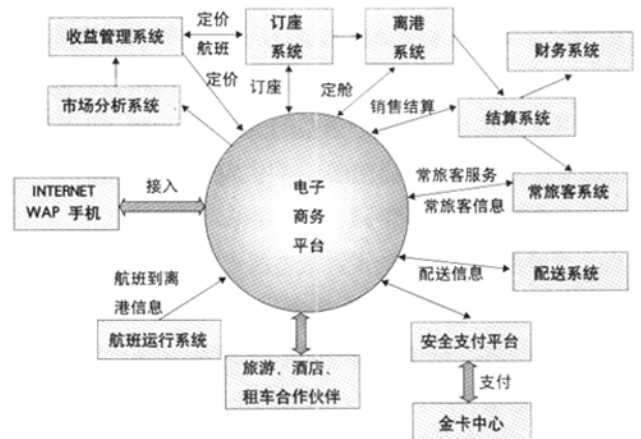 定价
收益管理系统
航班
订座
系统
离港
系统
财务系统
定价
订座
定舱
市场分析系统
销售结算
结算系统
INTERNET
WAP 手机
接入
电子
商务
平台
常旅客服务
常旅客信息
常旅客系统
航班到离
港信息
配送信息
配送系统
航班运行系统
旅游、酒店、
租车合作伙伴
安全支付平台
支付
金卡中心